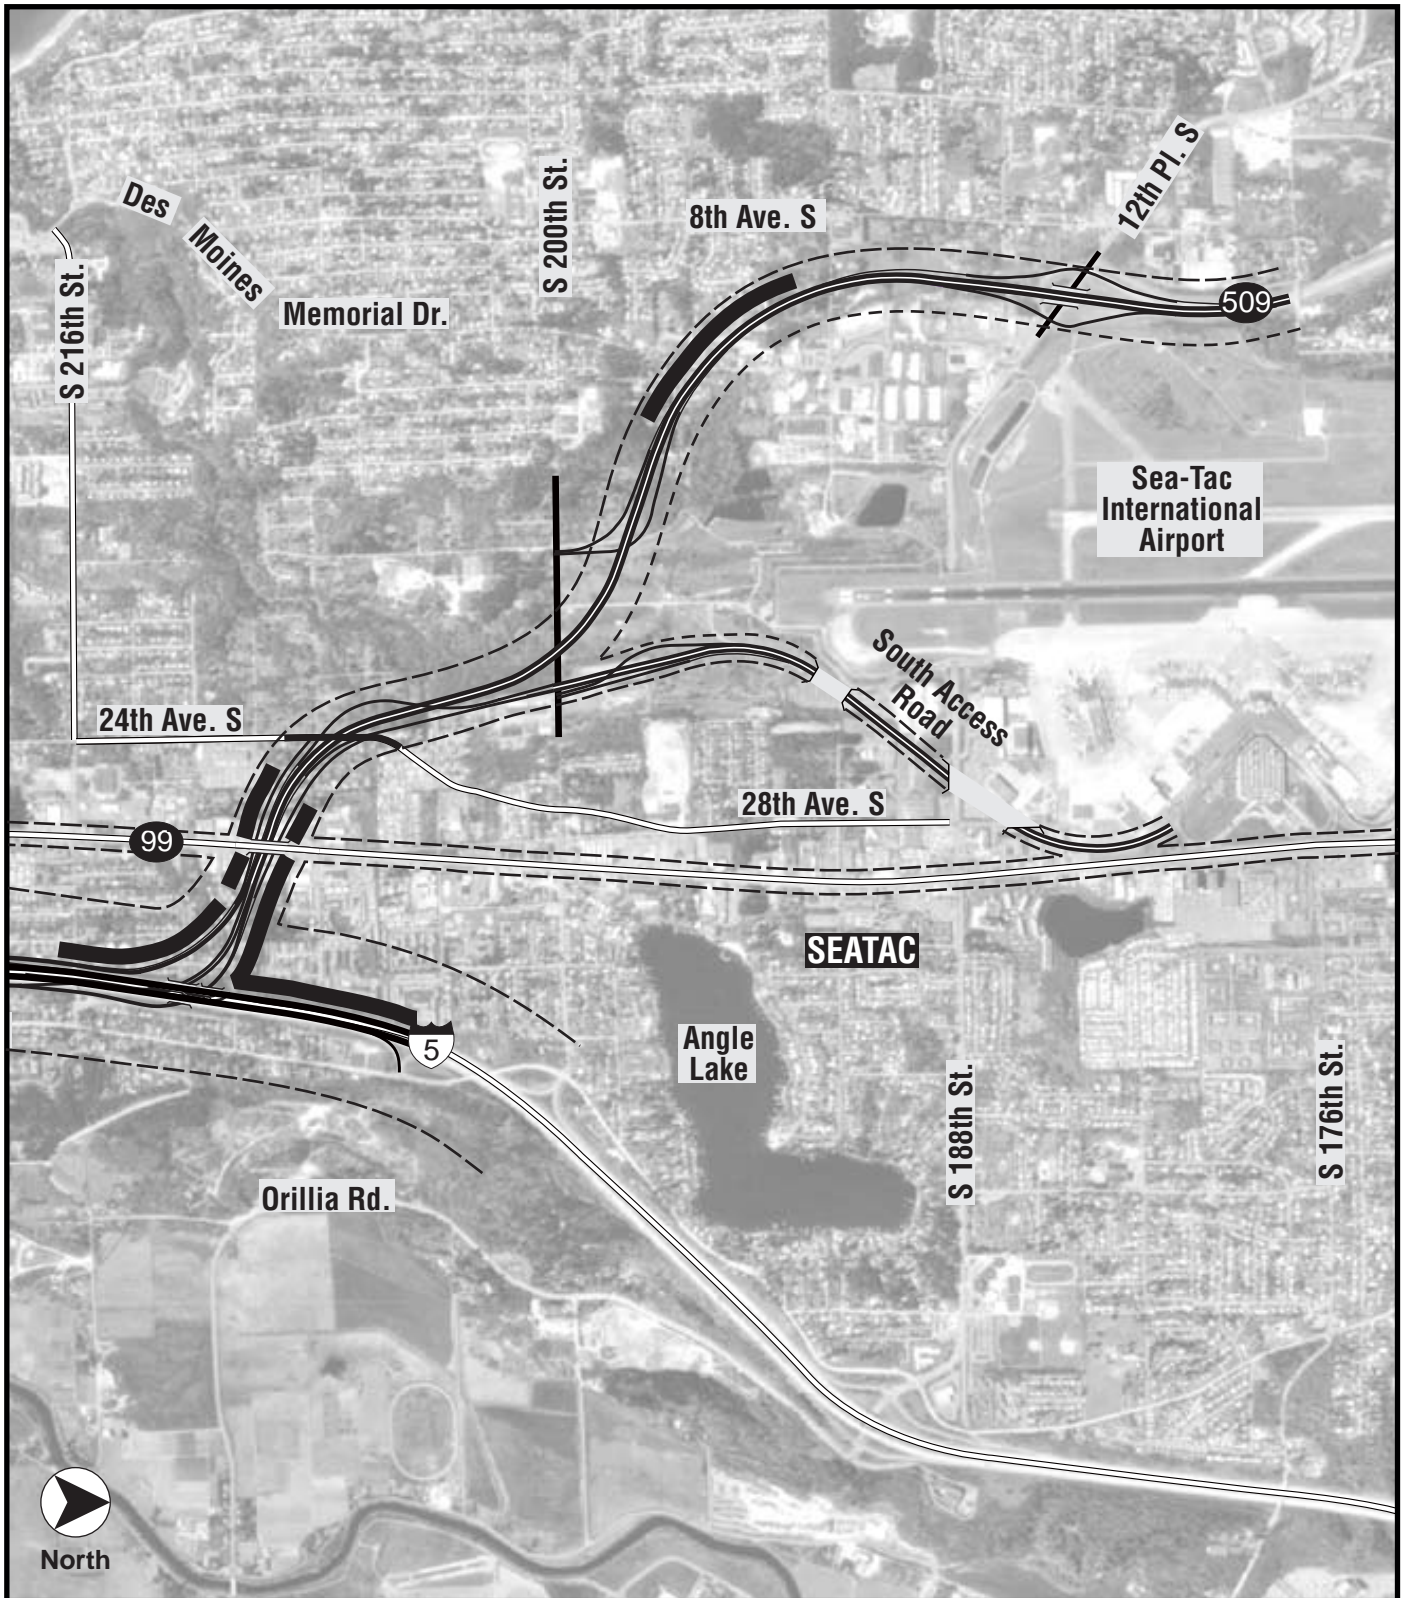 12th Pl. S
S 200th St.
Des
Moines
Memorial Dr.
8th Ave. S
S 216th St.
509
Sea-Tac
International
Airport
South Access
Road
24th Ave. S
28th Ave. S
99
SEATAC
Angle
Lake
5
S 188th St.
S 176th St.
Orillia Rd.
North